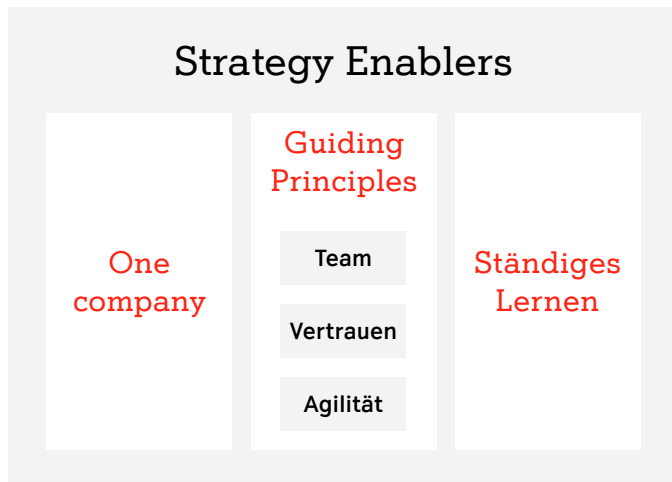 Strategy Enablers
One
company
Guiding
Principles
Team
Vertrauen
Agilität
Ständiges
Lernen